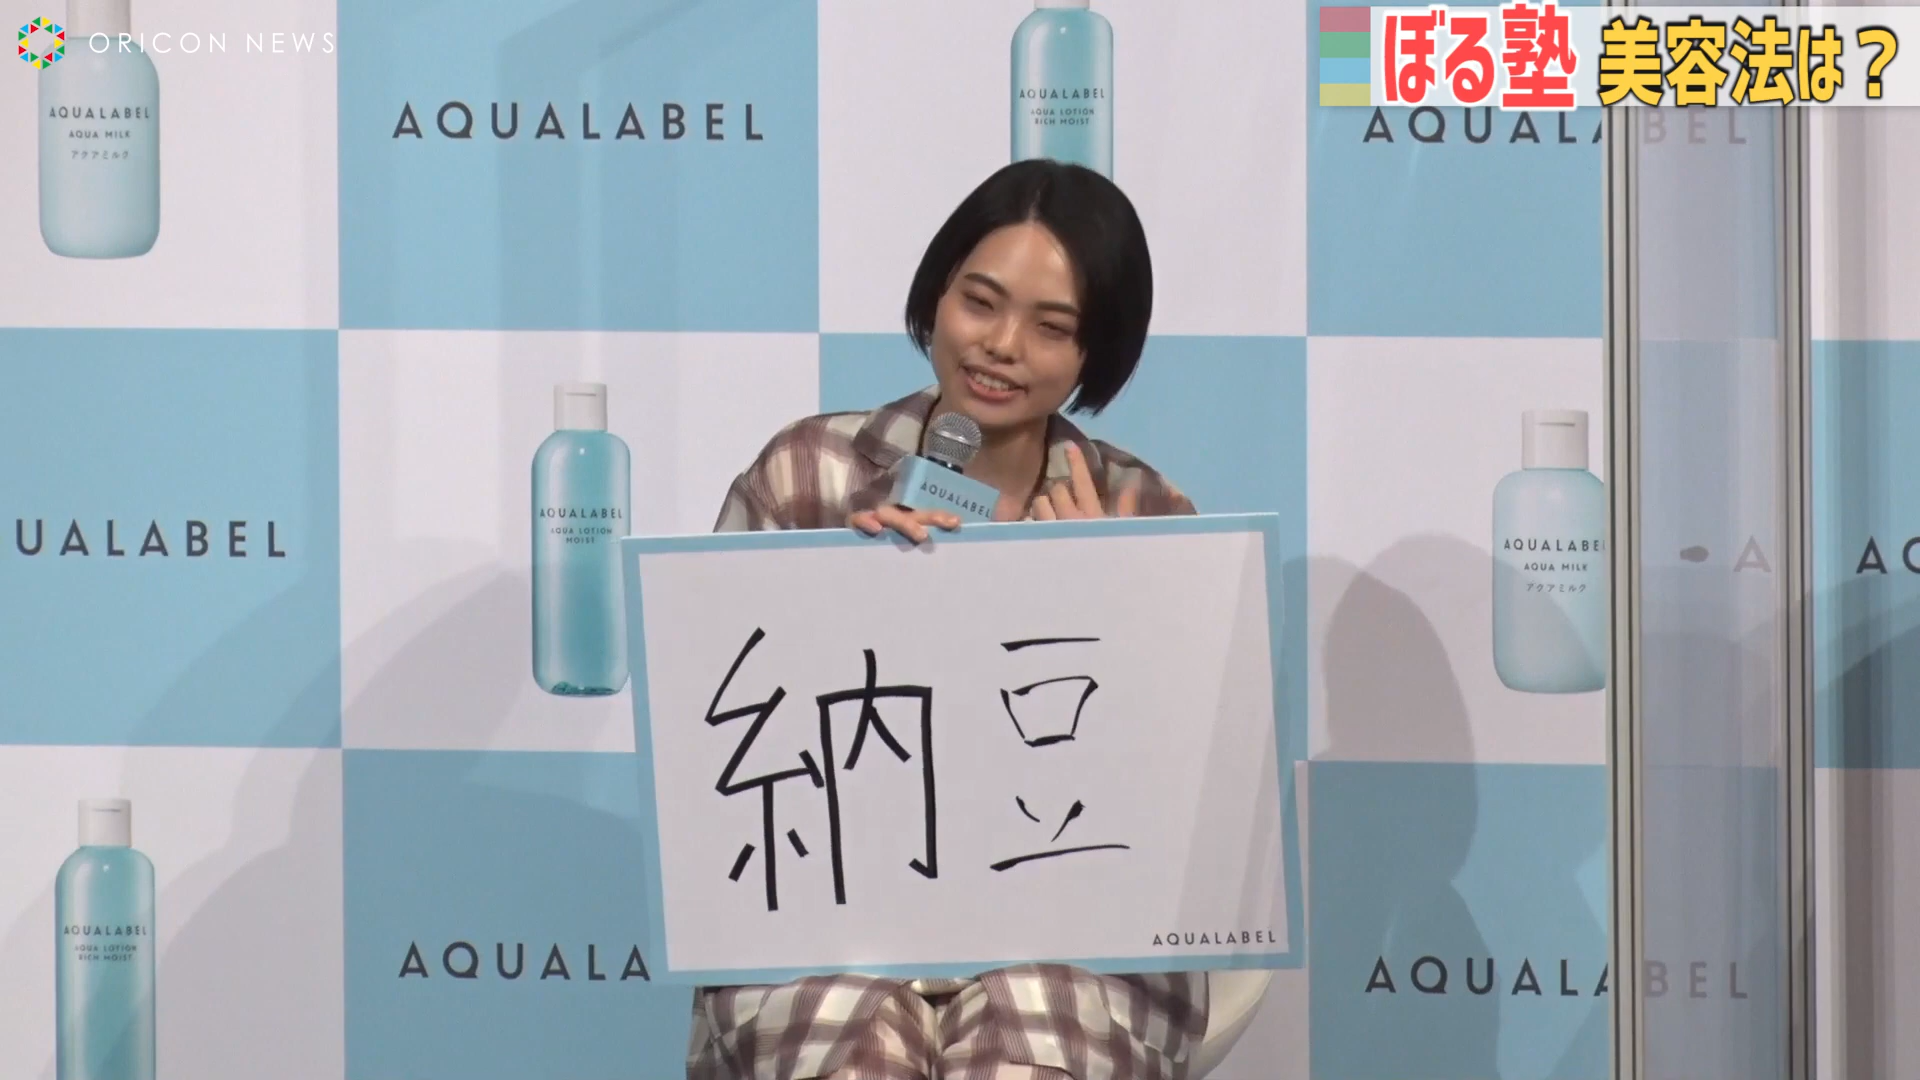 ORICON NEWS
ぼる塾 美容法は？
AQUALABEL
AQUA MILK
アクアミルク
AQUALABEL
AQUALABEL
AQUA LOTION
RICH MOIST
AQUALABEL
UALABEL
AQUALABEL
AQUA LOTION
MOIST
AQUALABEL
AQUALABE
AQUA MILK
アクアミルク
A
AQ
納豆
AQUALABEL
AQUALABEL
AQUA LOTION
RICH MOIST
AQUALA
AQUALABEL